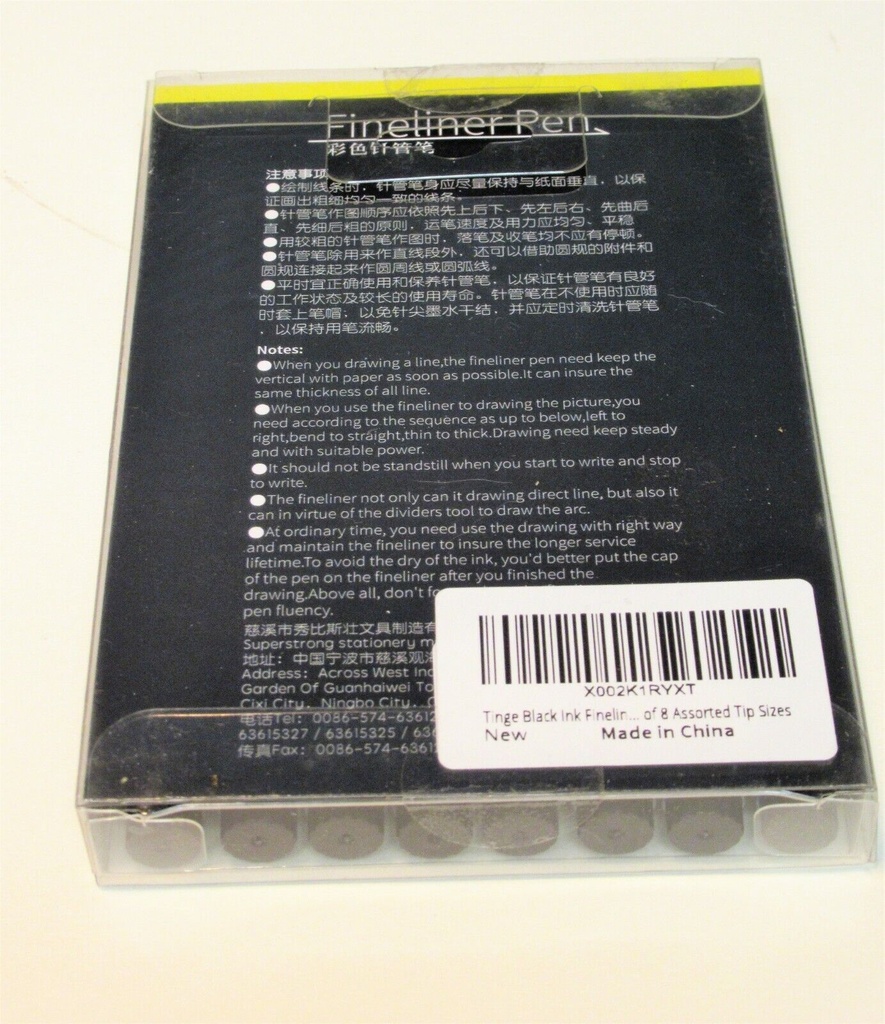 Fineliner Pen
彩色针管笔
注意事项
●绘制线条时，针管笔身应尽量保持与纸面垂直，以保
证画出粗细均匀一致的线条。
●针管笔作图顺序应依照先上后下、先左后右、先曲后
直、先细后粗的原则，运笔速度及用力应均匀、平稳
●用较粗的针管笔作图时，落笔及收笔均不应有停顿。
●针管笔除用来作直线段外，还可以借助圆规的附件和
圆规连接起来作圆周线或圆弧线。
●平时宜正确使用和保养针管笔，以保证针管笔有良好
的工作状态及较长的使用寿命。针管笔在不使用时应随
时套上笔帽，以免针尖墨水干结，并应定时清洗针管笔
，以保持用笔流畅。
Notes:
●When you drawing a line,the fineliner pen need keep the
vertical with paper as soon as possible.It can insure the
same thickness of all line.
●When you use the fineliner to drawing the picture,you
need according to the sequence as up to below,left to
right,bend to straight,thin to thick.Drawing need keep steady
and with suitable power.
●It should not be standstill when you start to write and stop
to write.
●The fineliner not only can it drawing direct line, but also it
can in virtue of the dividers tool to draw the arc.
●At ordinary time, you need use the drawing with right way
and maintain the fineliner to insure the longer service
lifetime.To avoid the dry of the ink, you'd better put the cap
of the pen on the fineliner after you finished the
drawing.Above all, don't
pen fluency.
慈溪市秀比斯壮文具制造有
Superstrong stationery
地址：中国宁波市慈溪观
Address: Across West
Garden Of Guanhaiwei
Cixi City, Ningbo City,
电话Tel: 0086-574-6361
63615327 / 63615325 /
传真Fax: 0086-574-6361
X002K1RYXT
Tinge Black Ink Finelin... of 8 Assorted Tip Sizes
New Made in China